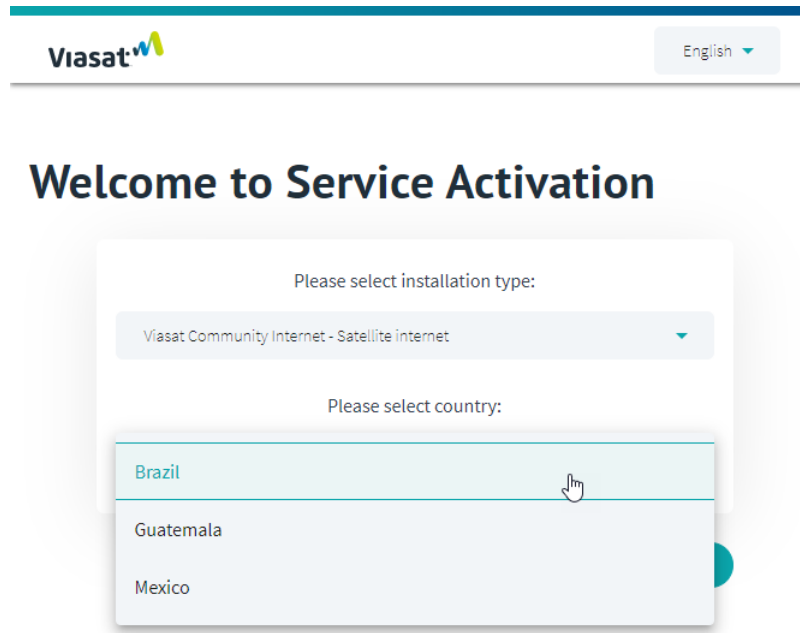 Viasat
English
Welcome to Service Activation
Please select installation type:
Viasat Community Internet - Satellite internet
Please select country:
Brazil
Guatemala
Mexico